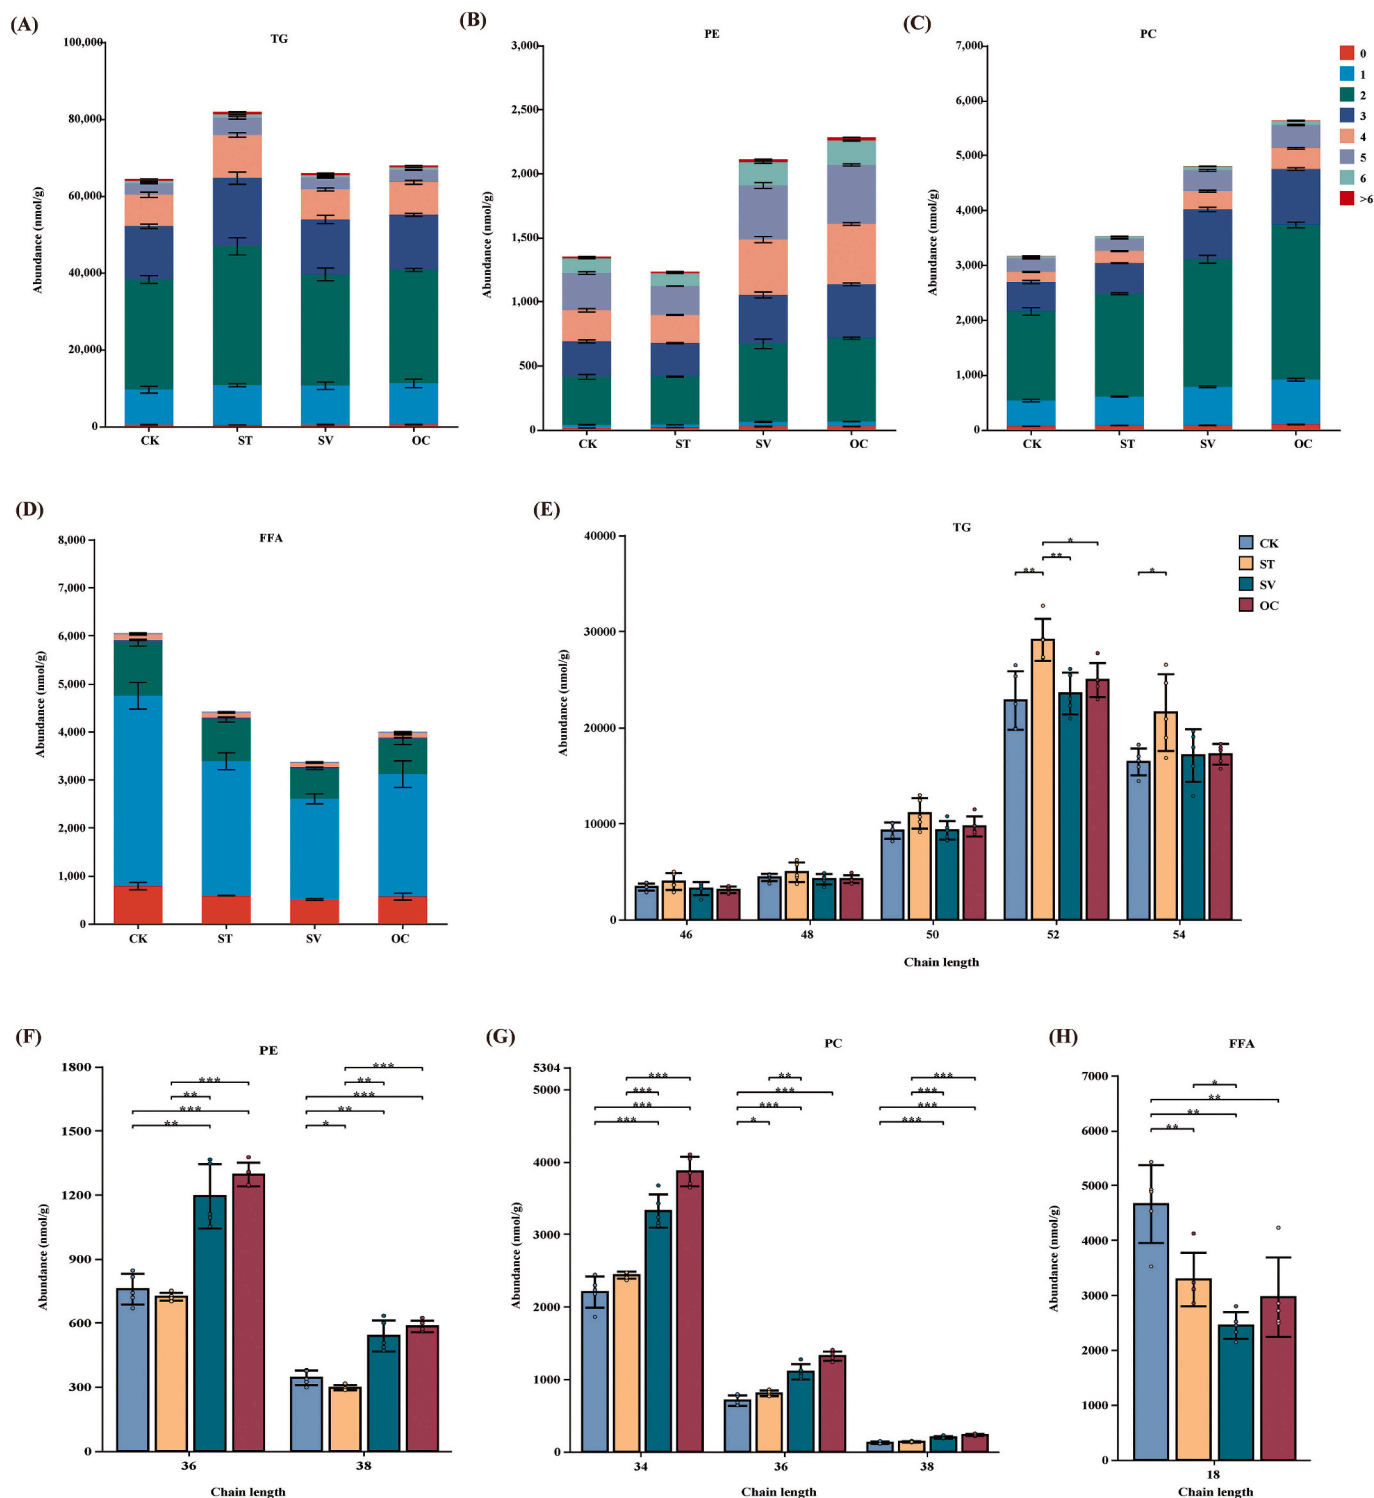 (A)
TG
100,000
80,000
60,000
40,000
20,000
0
Abundance (nmol/g)
CK ST SV OC
(B)
PE
3,000
2,500
2,000
1,500
1,000
500
0
Abundance (nmol/g)
CK ST SV OC
(C)
PC
7,000
6,000
5,000
4,000
3,000
2,000
1,000
0
Abundance (nmol/g)
CK ST SV OC
0
1
2
3
4
5
6
>6
(D)
FFA
8,000
7,000
6,000
5,000
4,000
3,000
2,000
1,000
0
Abundance (nmol/g)
CK ST SV OC
(E)
TG
40000
30000
20000
10000
0
Abundance (nmol/g)
*
**
** *
46 48 50 52 54
Chain length
CK
ST
SV
OC
(F)
PE
1800
1500
1200
900
600
300
0
Abundance (nmol/g)
***
*** **
** ***
*** **
** *
36 38
Chain length
(G)
PC
5304
5000
4000
3000
2000
1000
0
Abundance (nmol/g)
*** ** ***
*** *** ***
*** *** ***
*** * ***
34 36 38
Chain length
(H)
FFA
7000
6000
5000
4000
3000
2000
1000
0
Abundance (nmol/g)
*
**
**
**
18
Chain length